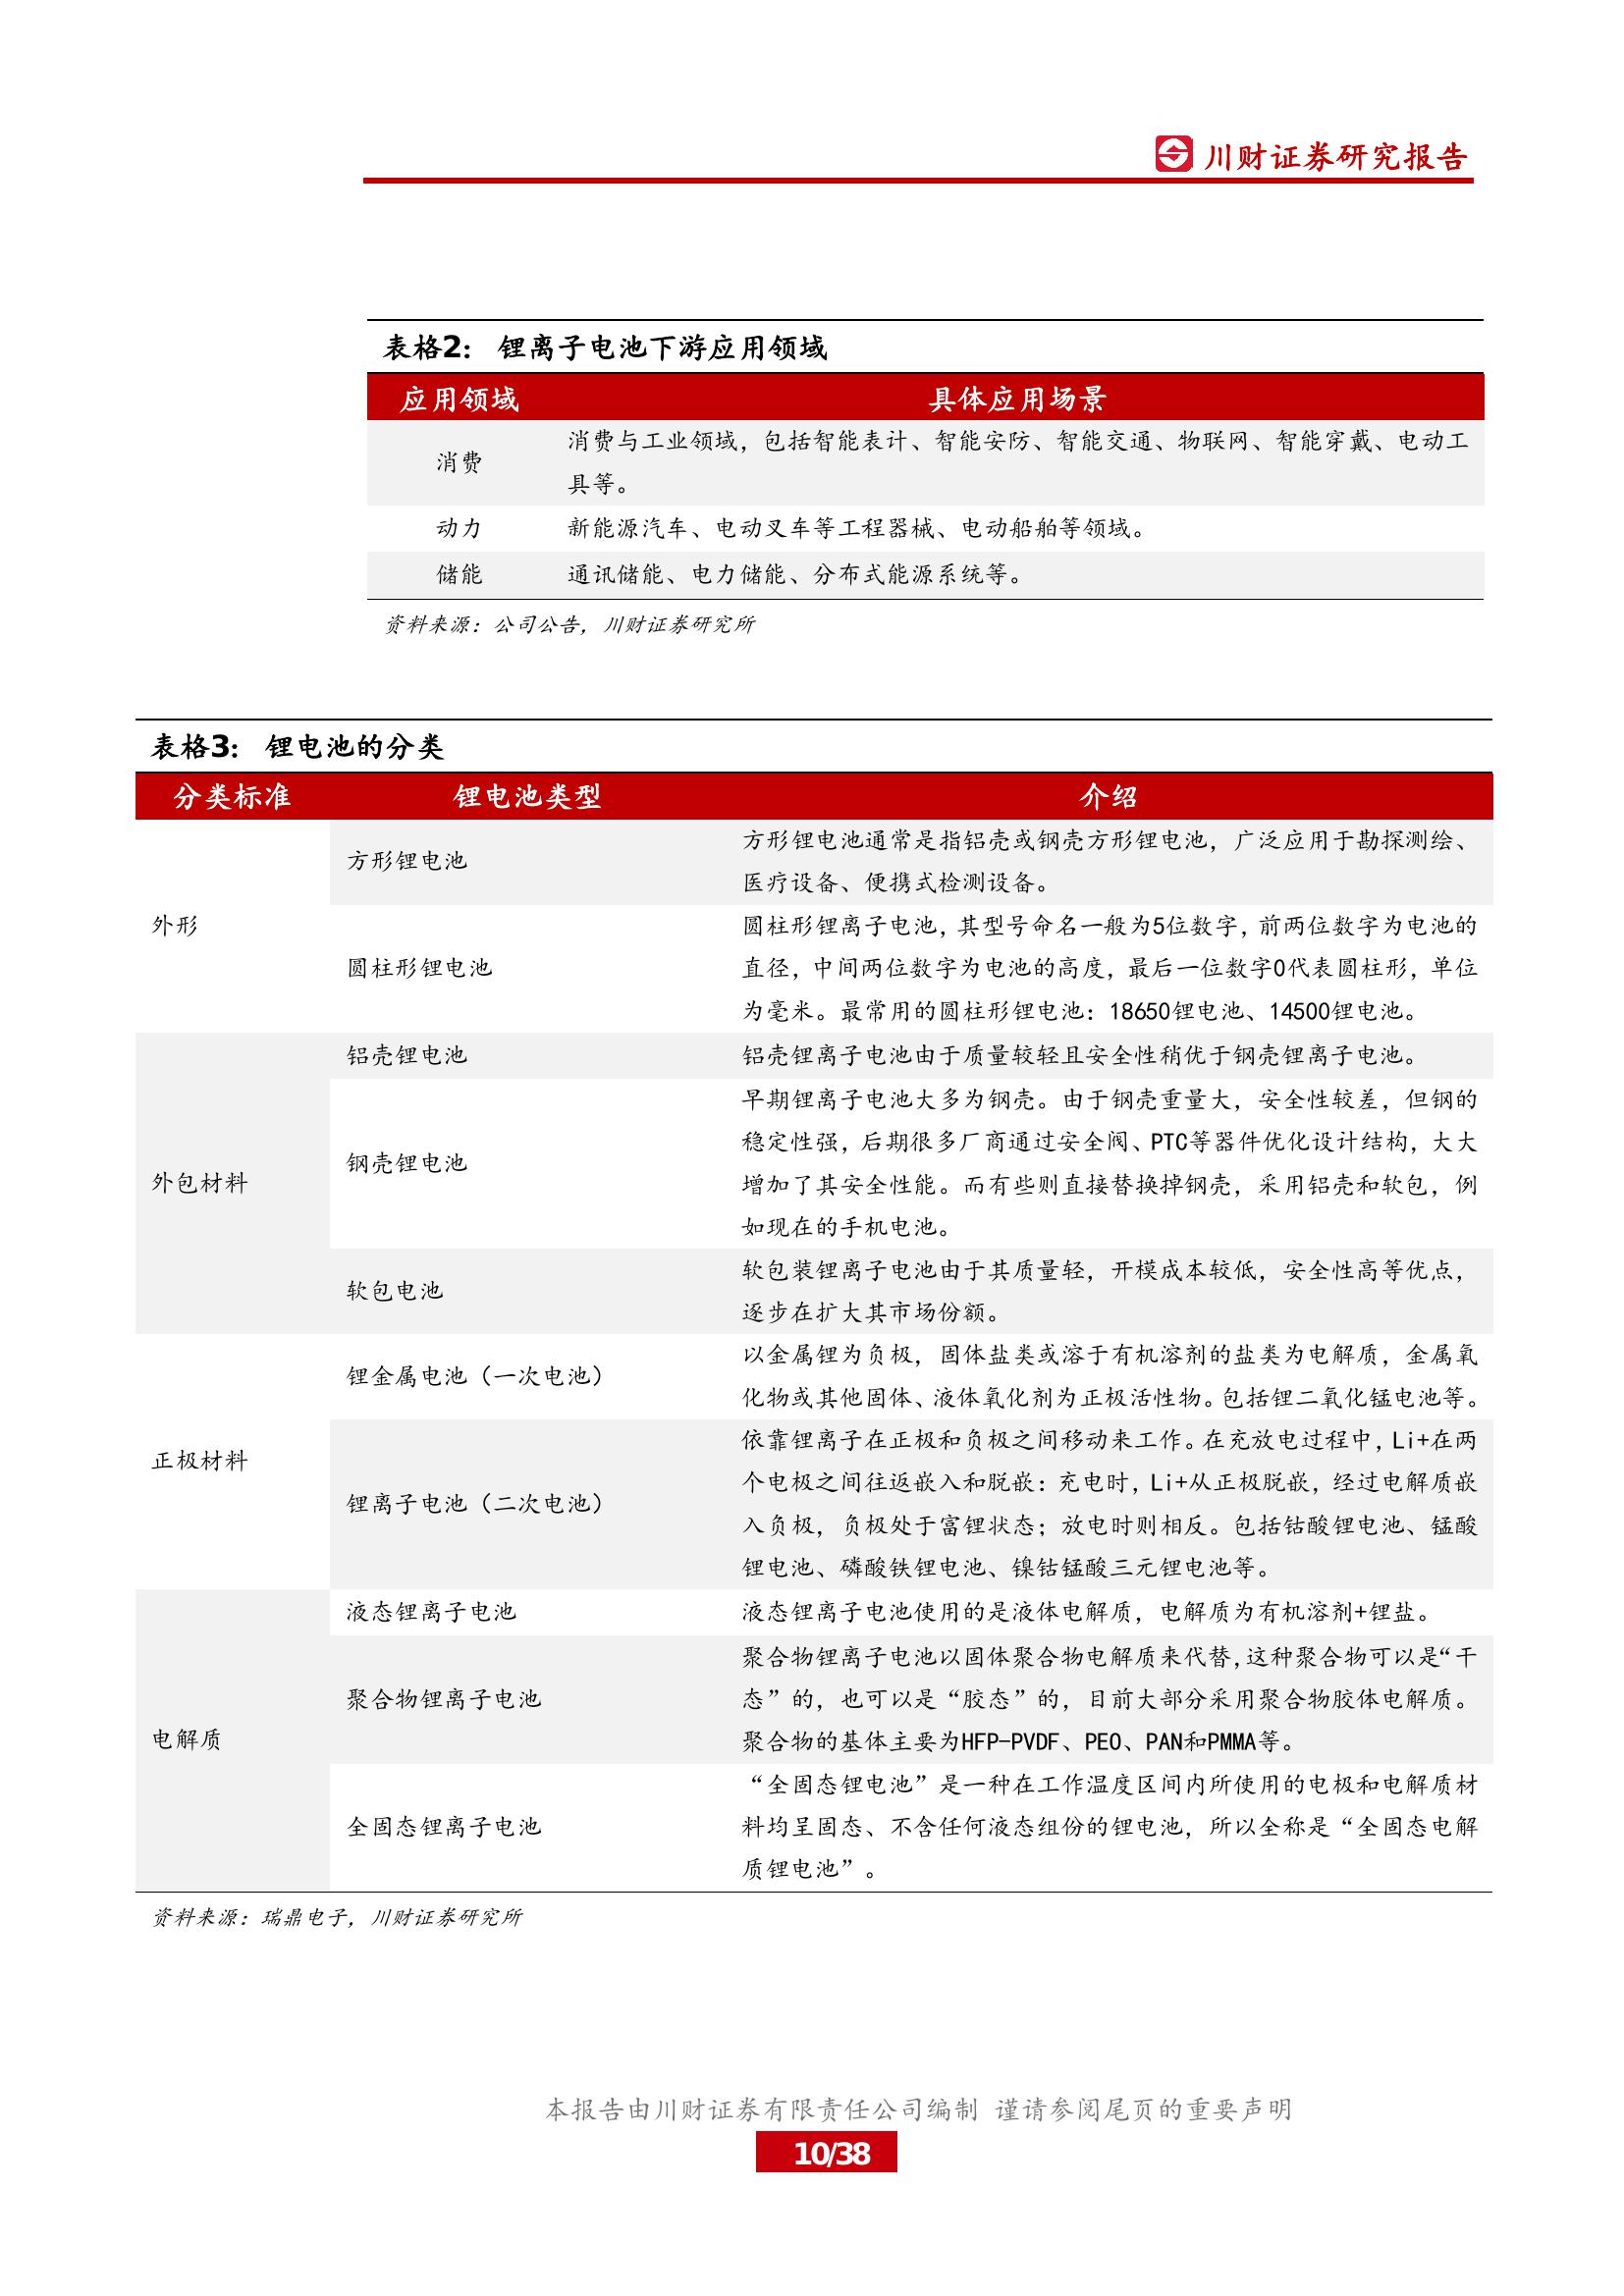 川财证券研究报告
表格2: 锂离子电池下游应用领域
应用领域 具体应用场景
消费
消费与工业领域，包括智能表计、智能安防、智能交通、物联网、智能穿戴、电动工
具等。
动力 新能源汽车、电动叉车等工程器械、电动船舶等领域。
储能 通讯储能、电力储能、分布式能源系统等。
资料来源：公司公告，川财证券研究所
表格3: 锂电池的分类
分类标准 锂电池类型 介绍
外形
方形锂电池
方形锂电池通常是指铝壳或钢壳方形锂电池，广泛应用于勘探测绘、
医疗设备、便携式检测设备。
圆柱形锂电池
圆柱形锂离子电池，其型号命名一般为5位数字，前两位数字为电池的
直径，中间两位数字为电池的高度，最后一位数字0代表圆柱形，单位
为毫米。最常用的圆柱形锂电池：18650锂电池、14500锂电池。
外包材料
铝壳锂电池 铝壳锂离子电池由于质量较轻且安全性稍优于钢壳锂离子电池。
钢壳锂电池
早期锂离子电池大多为钢壳。由于钢壳重量大，安全性较差，但钢的
稳定性强，后期很多厂商通过安全阀、PTC等器件优化设计结构，大大
增加了其安全性能。而有些则直接替换掉钢壳，采用铝壳和软包，例
如现在的手机电池。
软包电池
软包装锂离子电池由于其质量轻，开模成本较低，安全性高等优点，
逐步在扩大其市场份额。
正极材料
锂金属电池（一次电池）
以金属锂为负极，固体盐类或溶于有机溶剂的盐类为电解质，金属氧
化物或其他固体、液体氧化剂为正极活性物。包括锂二氧化锰电池等。
锂离子电池（二次电池）
依靠锂离子在正极和负极之间移动来工作。在充放电过程中，Li+在两
个电极之间往返嵌入和脱嵌：充电时，Li+从正极脱嵌，经过电解质嵌
入负极，负极处于富锂状态；放电时则相反。包括钴酸锂电池、锰酸
锂电池、磷酸铁锂电池、镍钴锰酸三元锂电池等。
电解质
液态锂离子电池 液态锂离子电池使用的是液体电解质，电解质为有机溶剂+锂盐。
聚合物锂离子电池
聚合物锂离子电池以固体聚合物电解质来代替，这种聚合物可以是“干
态”的，也可以是“胶态”的，目前大部分采用聚合物胶体电解质。
聚合物的基体主要为HFP-PVDF、PEO、PAN和PMMA等。
全固态锂离子电池
“全固态锂电池”是一种在工作温度区间内所使用的电极和电解质材
料均呈固态、不含任何液态组份的锂电池，所以全称是“全固态电解
质锂电池”。
资料来源：瑞鼎电子，川财证券研究所
本报告由川财证券有限责任公司编制 谨请参阅尾页的重要声明
10/38